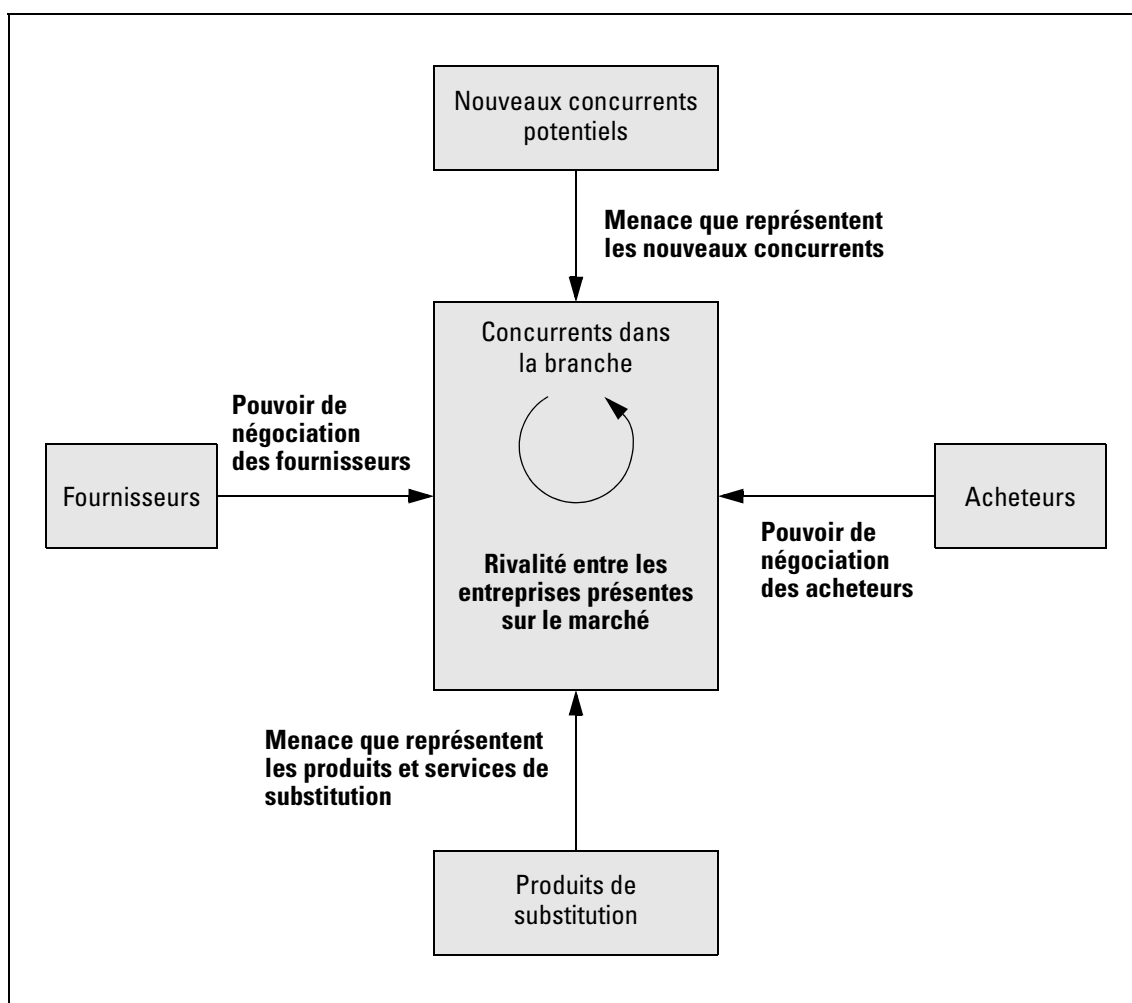 Nouveaux concurrents
potentiels
Menace que représentent
les nouveaux concurrents
Concurrents dans
la branche
Pouvoir de
négociation
des fournisseurs
Fournisseurs
Acheteurs
Pouvoir de
négociation
des acheteurs
Rivalité entre les
entreprises présentes
sur le marché
Menace que représentent
les produits et services de
substitution
Produits de
substitution